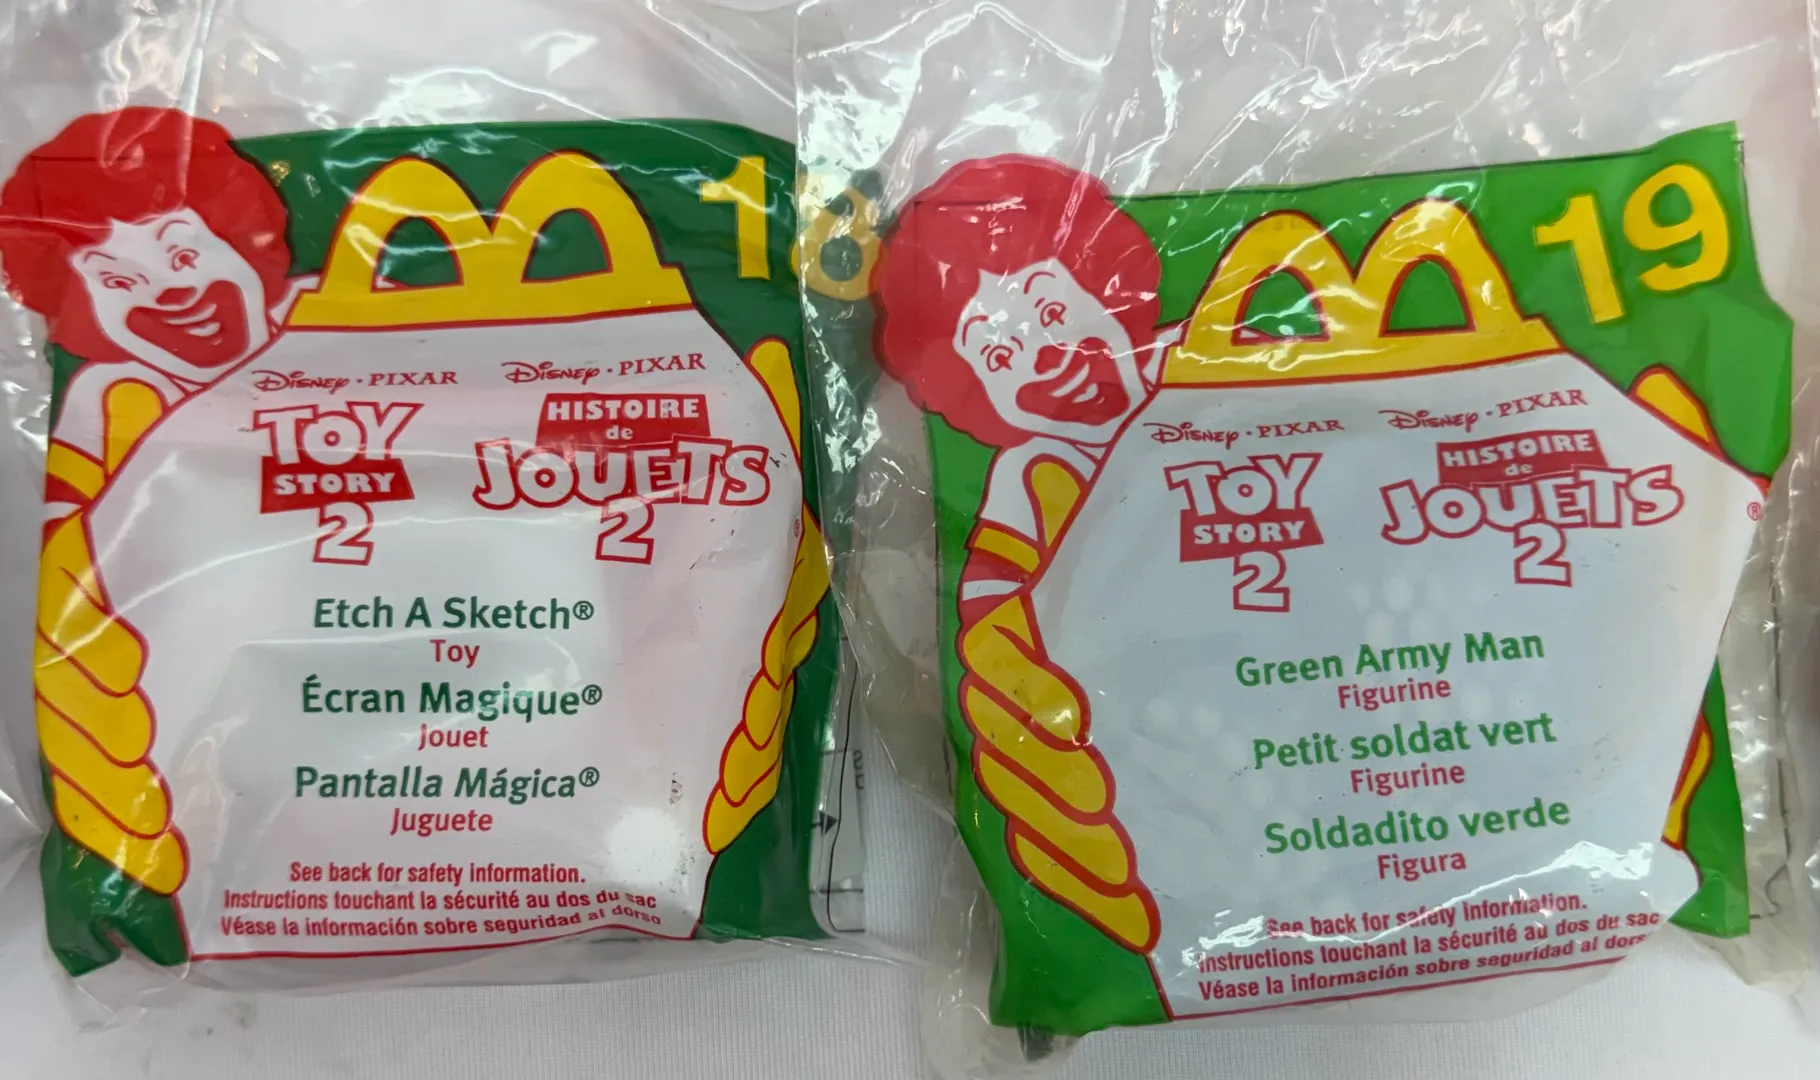 18
Disney · PIXAR
TOY
STORY
2
Disney · PIXAR
HISTOIRE
de
JOUETS
2
Etch A Sketch®
Toy
Écran Magique®
Jouet
Pantalla Mágica®
Juguete
See back for safety information.
Instructions touchant la sécurité au dos du sac
Véase la información sobre seguridad al dorso
19
Disney · PIXAR
TOY
STORY
2
Disney · PIXAR
HISTOIRE
de
JOUETS
2
®
Green Army Man
Figurine
Petit soldat vert
Figurine
Soldadito verde
Figura
See back for safety information.
Instructions touchant la sécurité au dos du sac
Véase la información sobre seguridad al dorso